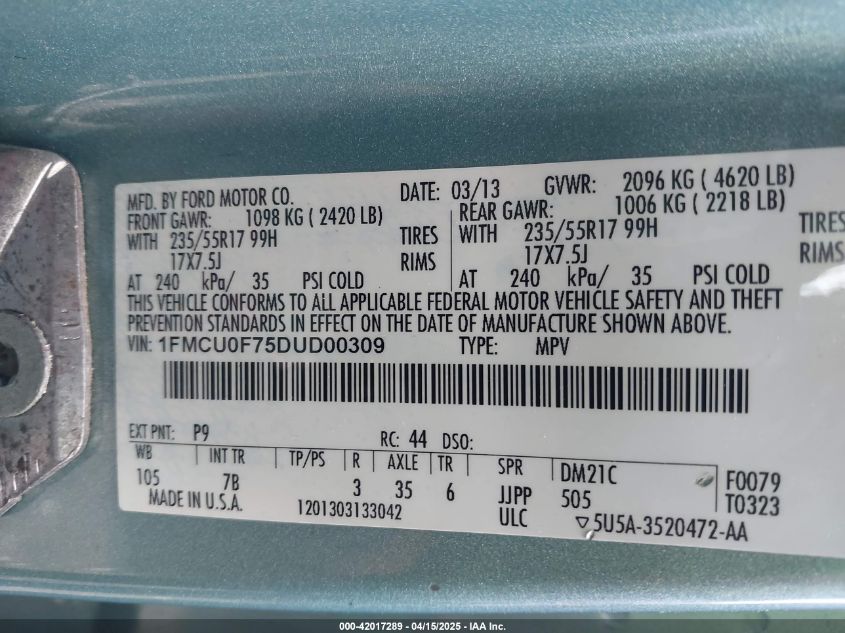 MFD. BY FORD MOTOR CO. DATE: 03/13 GVWR: 2096 KG ( 4620 LB)
FRONT GAWR: 1098 KG ( 2420 LB) REAR GAWR: 1006 KG ( 2218 LB)
WITH 235/55R17 99H TIRES WITH 235/55R17 99H TIRES
17X7.5J RIMS 17X7.5J RIMS
AT 240 kPa/ 35 PSI COLD AT 240 kPa/ 35 PSI COLD
THIS VEHICLE CONFORMS TO ALL APPLICABLE FEDERAL MOTOR VEHICLE SAFETY AND THEFT
PREVENTION STANDARDS IN EFFECT ON THE DATE OF MANUFACTURE SHOWN ABOVE.
VIN: 1FMCU0F75DUD00309 TYPE: MPV
EXT PNT: P9 RC: 44 DSO:
WB INT TR TP/PS R AXLE TR SPR DM21C F0079
105 7B 3 35 6 JJPP 505 T0323
MADE IN U.S.A. 1201303133042 ULC 5U5A-3520472-AA
000-42017289 - 04/15/2025 - IAA Inc.